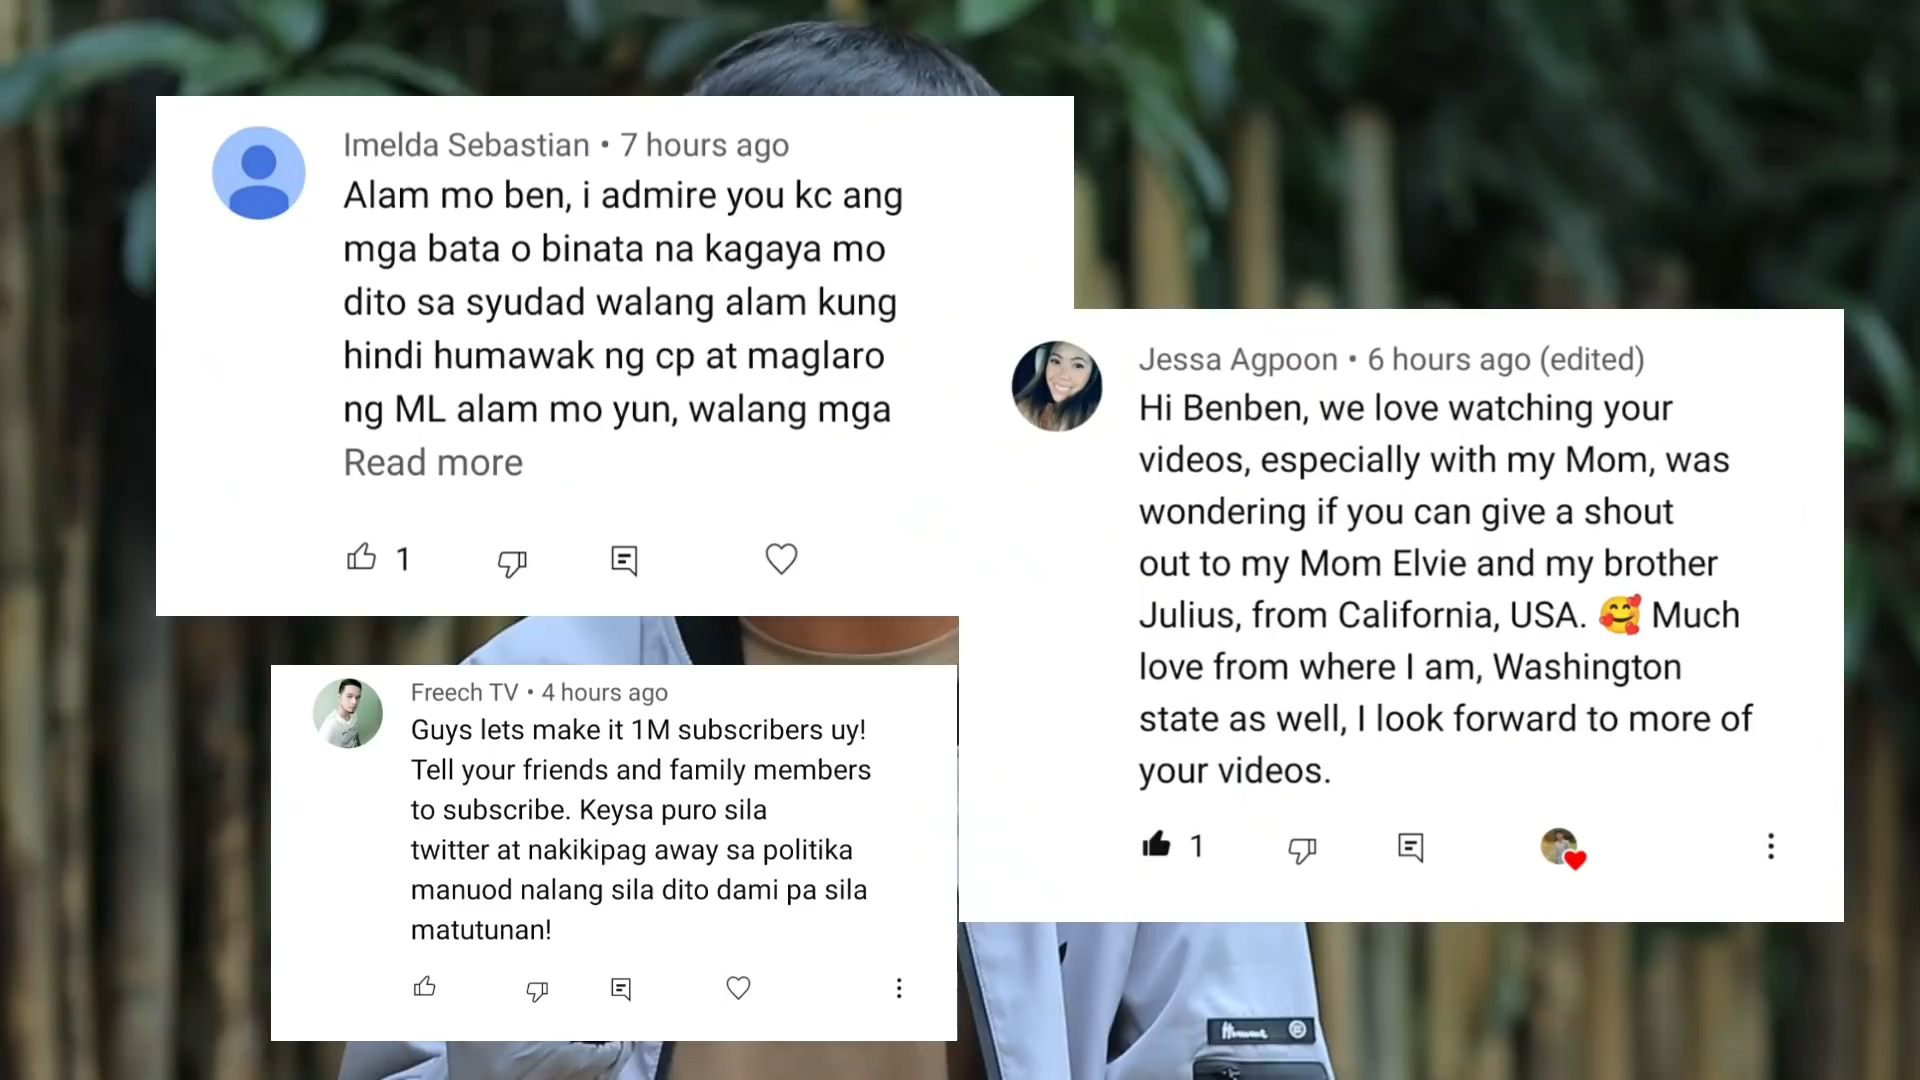 Imelda Sebastian • 7 hours ago
Alam mo ben, i admire you kc ang
mga bata o binata na kagaya mo
dito sa syudad walang alam kung
hindi humawak ng cp at maglaro
ng ML alam mo yun, walang mga
Read more
1
Jessa Agpoon • 6 hours ago (edited)
Hi Benben, we love watching your
videos, especially with my Mom, was
wondering if you can give a shout
out to my Mom Elvie and my brother
Julius, from California, USA. 🥰 Much
love from where I am, Washington
state as well, I look forward to more of
your videos.
1
Freech TV • 4 hours ago
Guys lets make it 1M subscribers uy!
Tell your friends and family members
to subscribe. Keysa puro sila
twitter at nakikipag away sa politika
manuod nalang sila dito dami pa sila
matutunan!